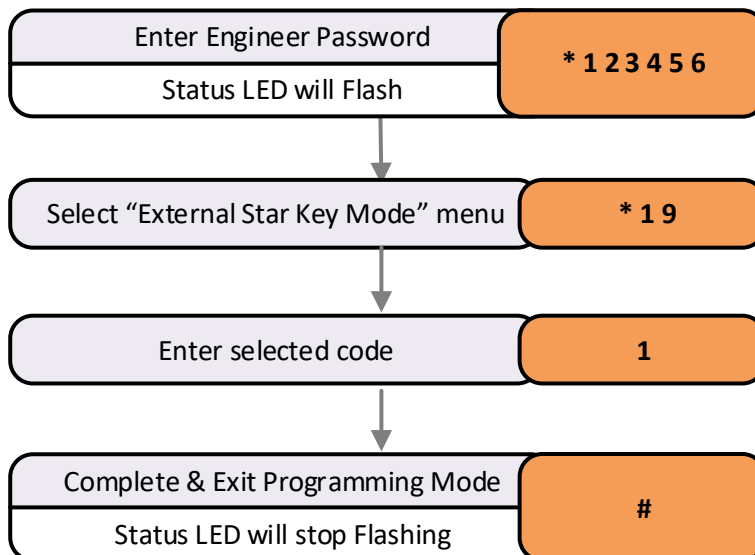 Enter Engineer Password
* 1 2 3 4 5 6
Status LED will Flash
Select “External Star Key Mode” menu
* 1 9
Enter selected code
1
Complete & Exit Programming Mode
#
Status LED will stop Flashing